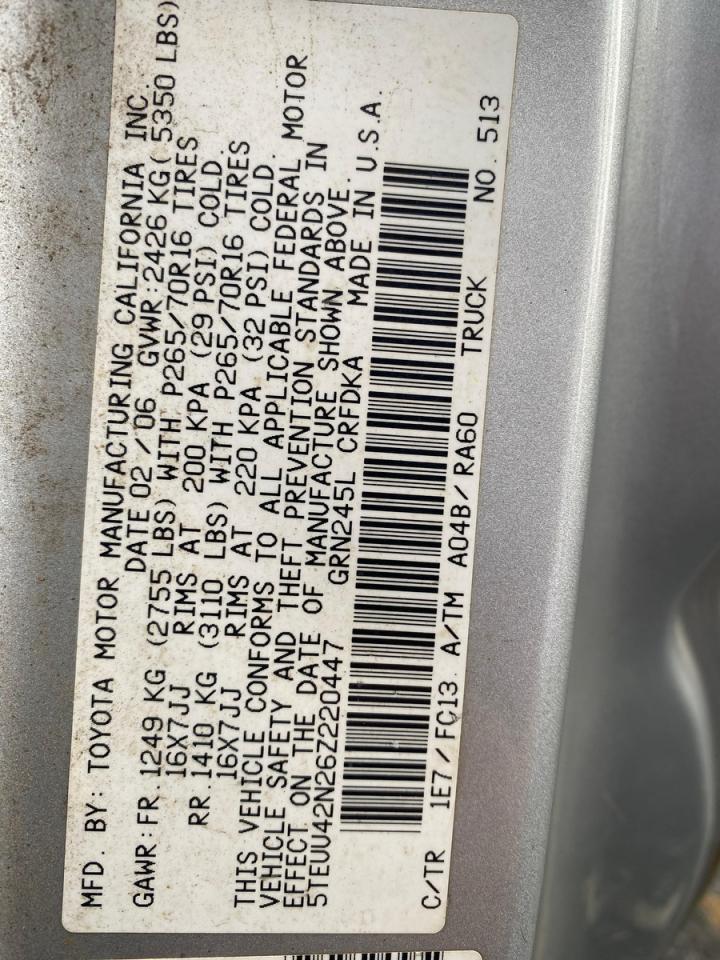 MFD. BY: TOYOTA MOTOR MANUFACTURING CALIFORNIA INC.
DATE 02 / 06 GVWR 2426 KG( 5350 LBS)
GAWR: FR. 1249 KG (2755 LBS) WITH P265/70R16 TIRES
16X7JJ RIMS AT 200 KPA (29 PSI) COLD.
RR. 1410 KG (3110 LBS) WITH P265/70R16 TIRES
16X7JJ RIMS AT 220 KPA (32 PSI) COLD.
THIS VEHICLE CONFORMS TO ALL APPLICABLE FEDERAL MOTOR
VEHICLE SAFETY AND THEFT PREVENTION STANDARDS IN
EFFECT ON THE DATE OF MANUFACTURE SHOWN ABOVE.
5TEUU42N26Z220447 GRN245L CRFDKA MADE IN U.S.A.
C/TR 1E7 / FC13 A/TM A04B/ RA60 TRUCK NO. 513